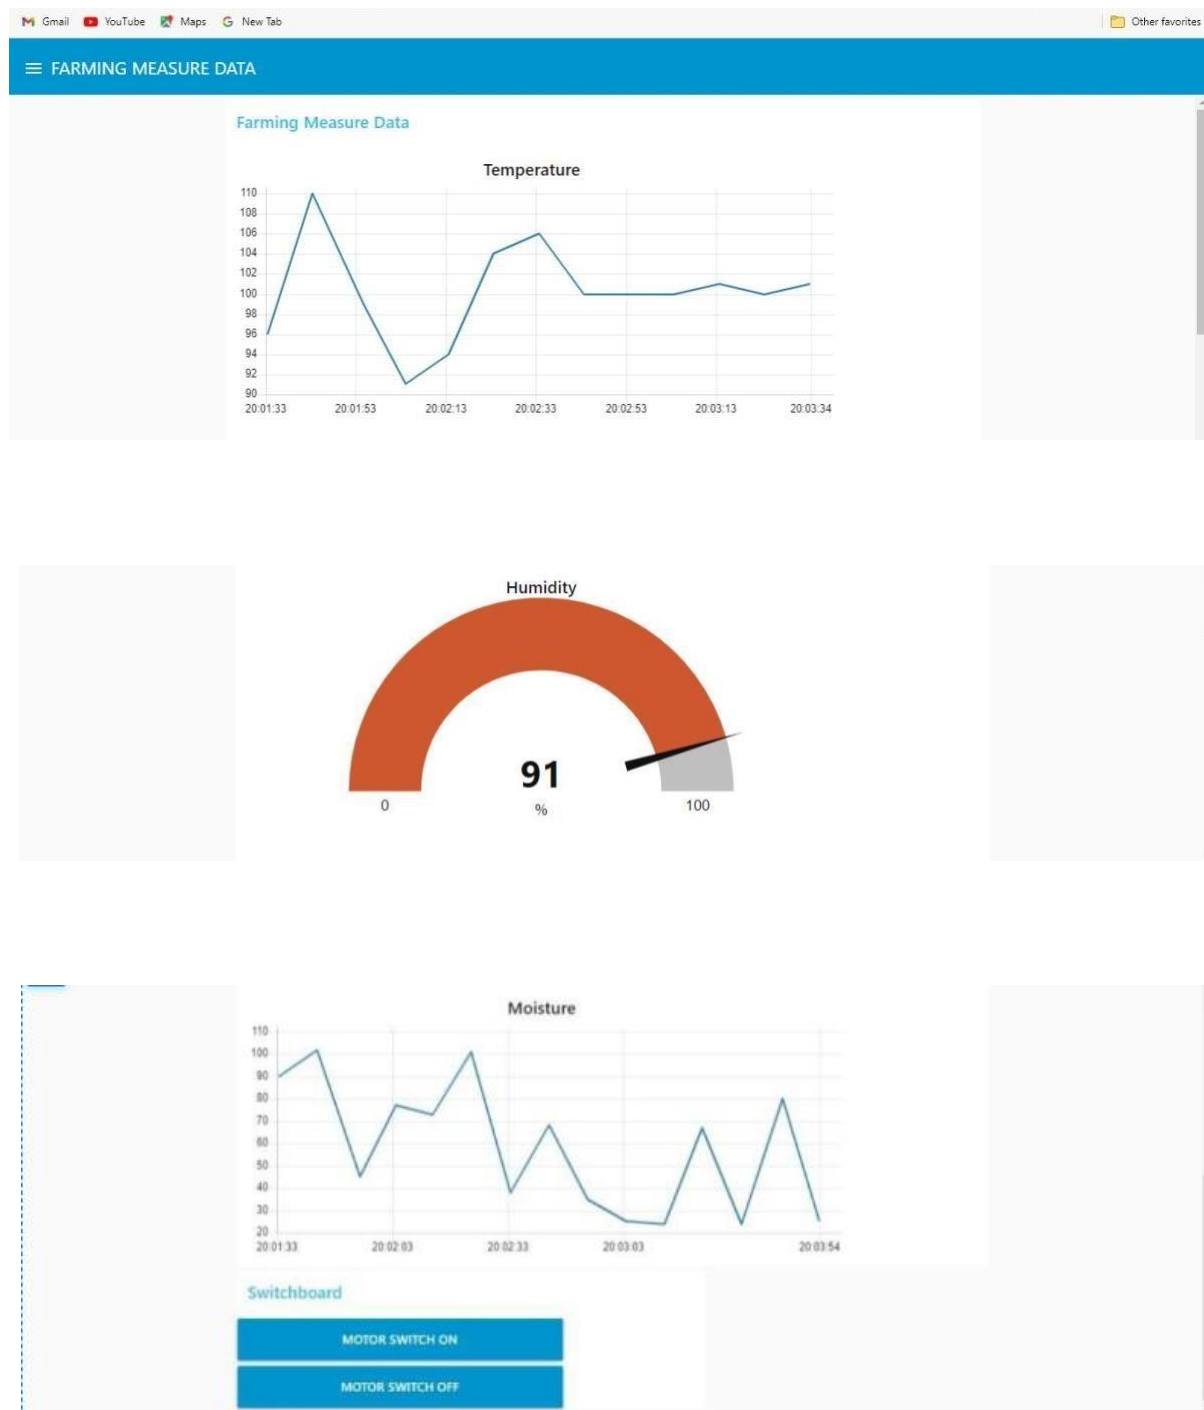 Gmail YouTube Maps New Tab Other favorites
FARMING MEASURE DATA
Farming Measure Data
Temperature
110
108
106
104
102
100
98
96
94
92
90
20:01:33 20:01:53 20:02:13 20:02:33 20:02:53 20:03:13 20:03:34
Humidity
91
0 % 100
Moisture
110
100
90
80
70
60
50
40
30
20
20:01:33 20:02:03 20:02:33 20:03:03 20:03:54
Switchboard
MOTOR SWITCH ON
MOTOR SWITCH OFF